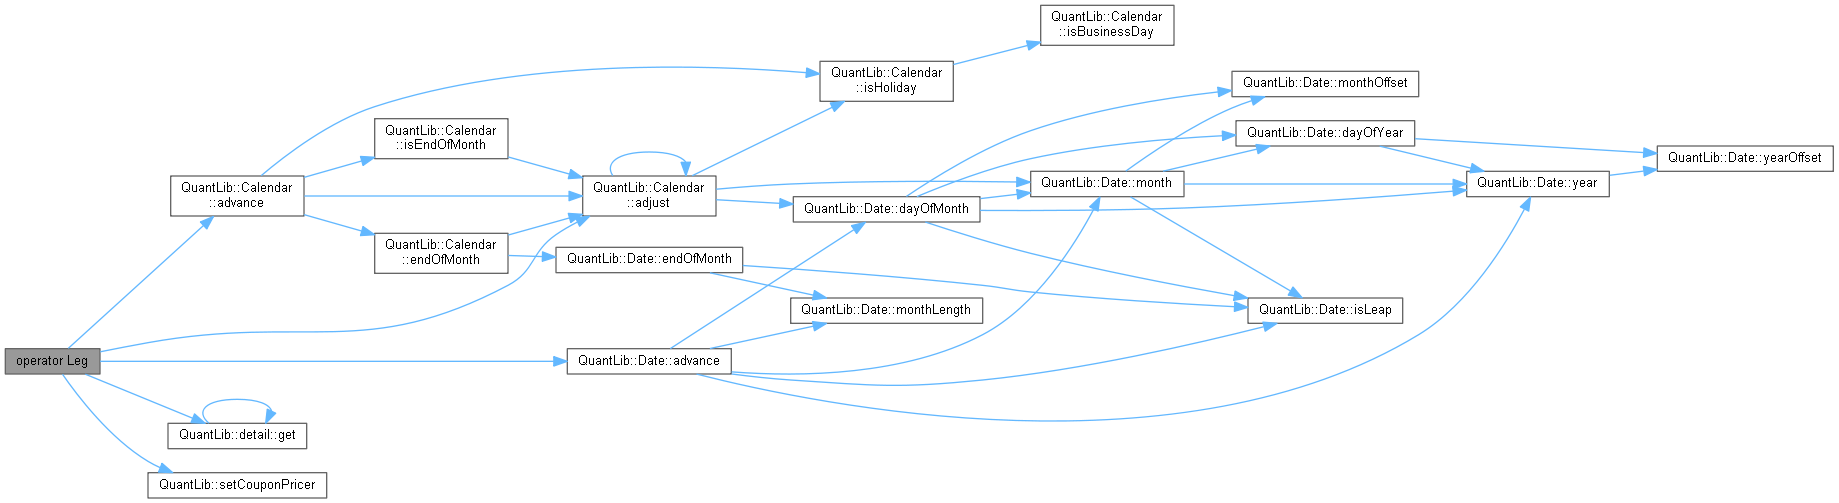 QuantLib::Calendar
::isBusinessDay
QuantLib::Calendar
::isHoliday
QuantLib::Date::monthOffset
QuantLib::Calendar
::isEndOfMonth
QuantLib::Date::dayOfYear
QuantLib::Date::yearOffset
QuantLib::Calendar
::advance
QuantLib::Calendar
::adjust
QuantLib::Date::month
QuantLib::Date::year
QuantLib::Date::dayOfMonth
QuantLib::Calendar
::endOfMonth
QuantLib::Date::endOfMonth
QuantLib::Date::monthLength
QuantLib::Date::isLeap
operator Leg
QuantLib::Date::advance
QuantLib::detail::get
QuantLib::setCouponPricer